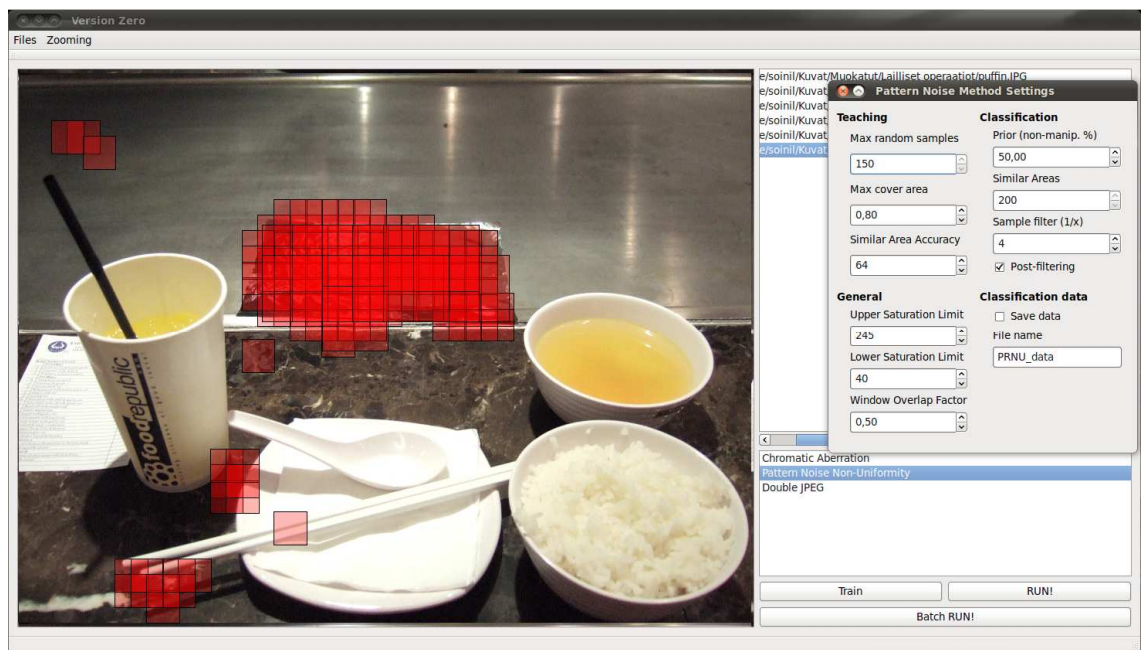 Version Zero
Files Zooming
e/soinil/Kuvat/Muokatut/Lailliset operaatiot/puffin.JPG
e/soinil/Kuvat
e/soinil/Kuvat
e/soinil/Kuvat
e/soinil/Kuvat
e/soinil/Kuvat
Pattern Noise Method Settings
Teaching
Max random samples
150
Max cover area
0,80
Similar Area Accuracy
64
General
Upper Saturation Limit
245
Lower Saturation Limit
40
Window Overlap Factor
0,50
Classification
Prior (non-manip. %)
50,00
Similar Areas
200
Sample filter (1/x)
4
Post-filtering
Classification data
Save data
File name
PRNU_data
foodrepublic
Chromatic Aberration
Pattern Noise Non-Uniformity
Double JPEG
Train
RUN!
Batch RUN!